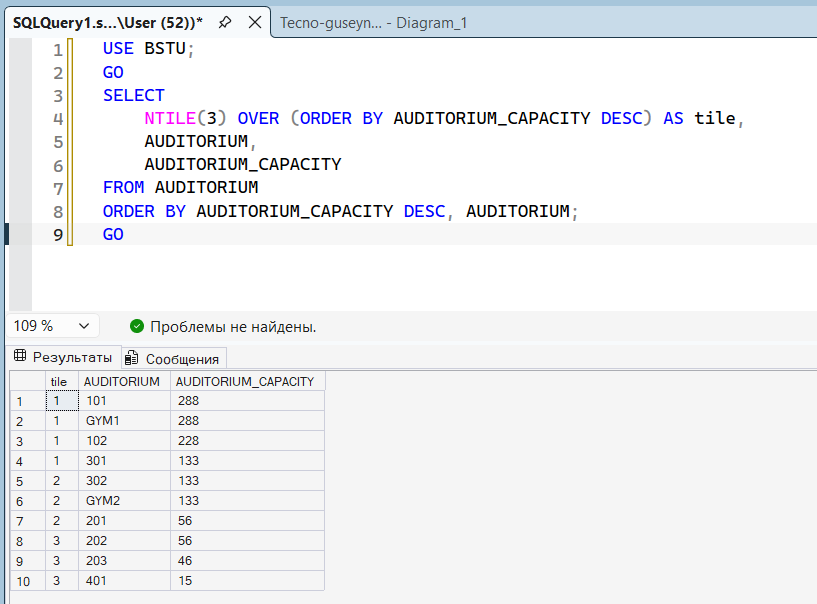 SQLQuery1.s...\User (52))* Tecno-guseyn... - Diagram_1
1 USE BSTU;
2 GO
3 SELECT
4 NTILE(3) OVER (ORDER BY AUDITORIUM_CAPACITY DESC) AS tile,
5 AUDITORIUM,
6 AUDITORIUM_CAPACITY
7 FROM AUDITORIUM
8 ORDER BY AUDITORIUM_CAPACITY DESC, AUDITORIUM;
9 GO
109 % Проблемы не найдены.
Результаты Сообщения
tile AUDITORIUM AUDITORIUM_CAPACITY
1 1 101 288
2 1 GYM1 288
3 1 102 228
4 1 301 133
5 2 302 133
6 2 GYM2 133
7 2 201 56
8 3 202 56
9 3 203 46
10 3 401 15